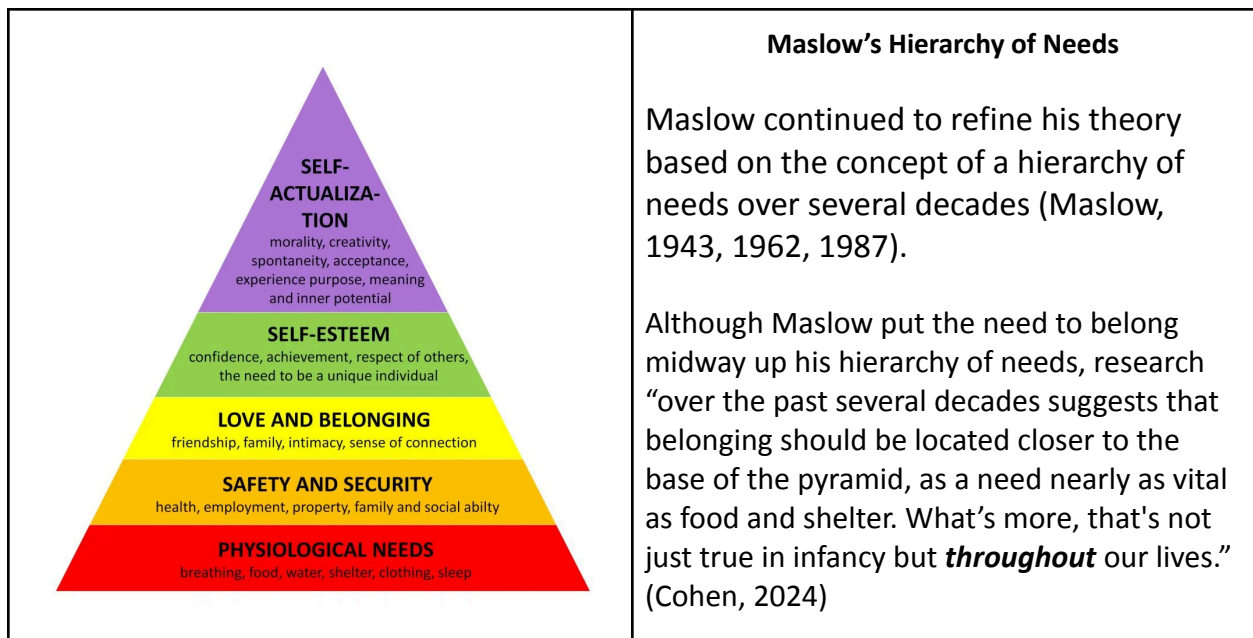 SELF-
ACTUALIZA-
TION
morality, creativity,
spontaneity, acceptance,
experience purpose, meaning
and inner potential
SELF-ESTEEM
confidence, achievement, respect of others,
the need to be a unique individual
LOVE AND BELONGING
friendship, family, intimacy, sense of connection
SAFETY AND SECURITY
health, employment, property, family and social abilty
PHYSIOLOGICAL NEEDS
breathing, food, water, shelter, clothing, sleep
Maslow’s Hierarchy of Needs
Maslow continued to refine his theory
based on the concept of a hierarchy of
needs over several decades (Maslow,
1943, 1962, 1987).
Although Maslow put the need to belong
midway up his hierarchy of needs, research
“over the past several decades suggests that
belonging should be located closer to the
base of the pyramid, as a need nearly as vital
as food and shelter. What’s more, that's not
just true in infancy but throughout our lives.”
(Cohen, 2024)